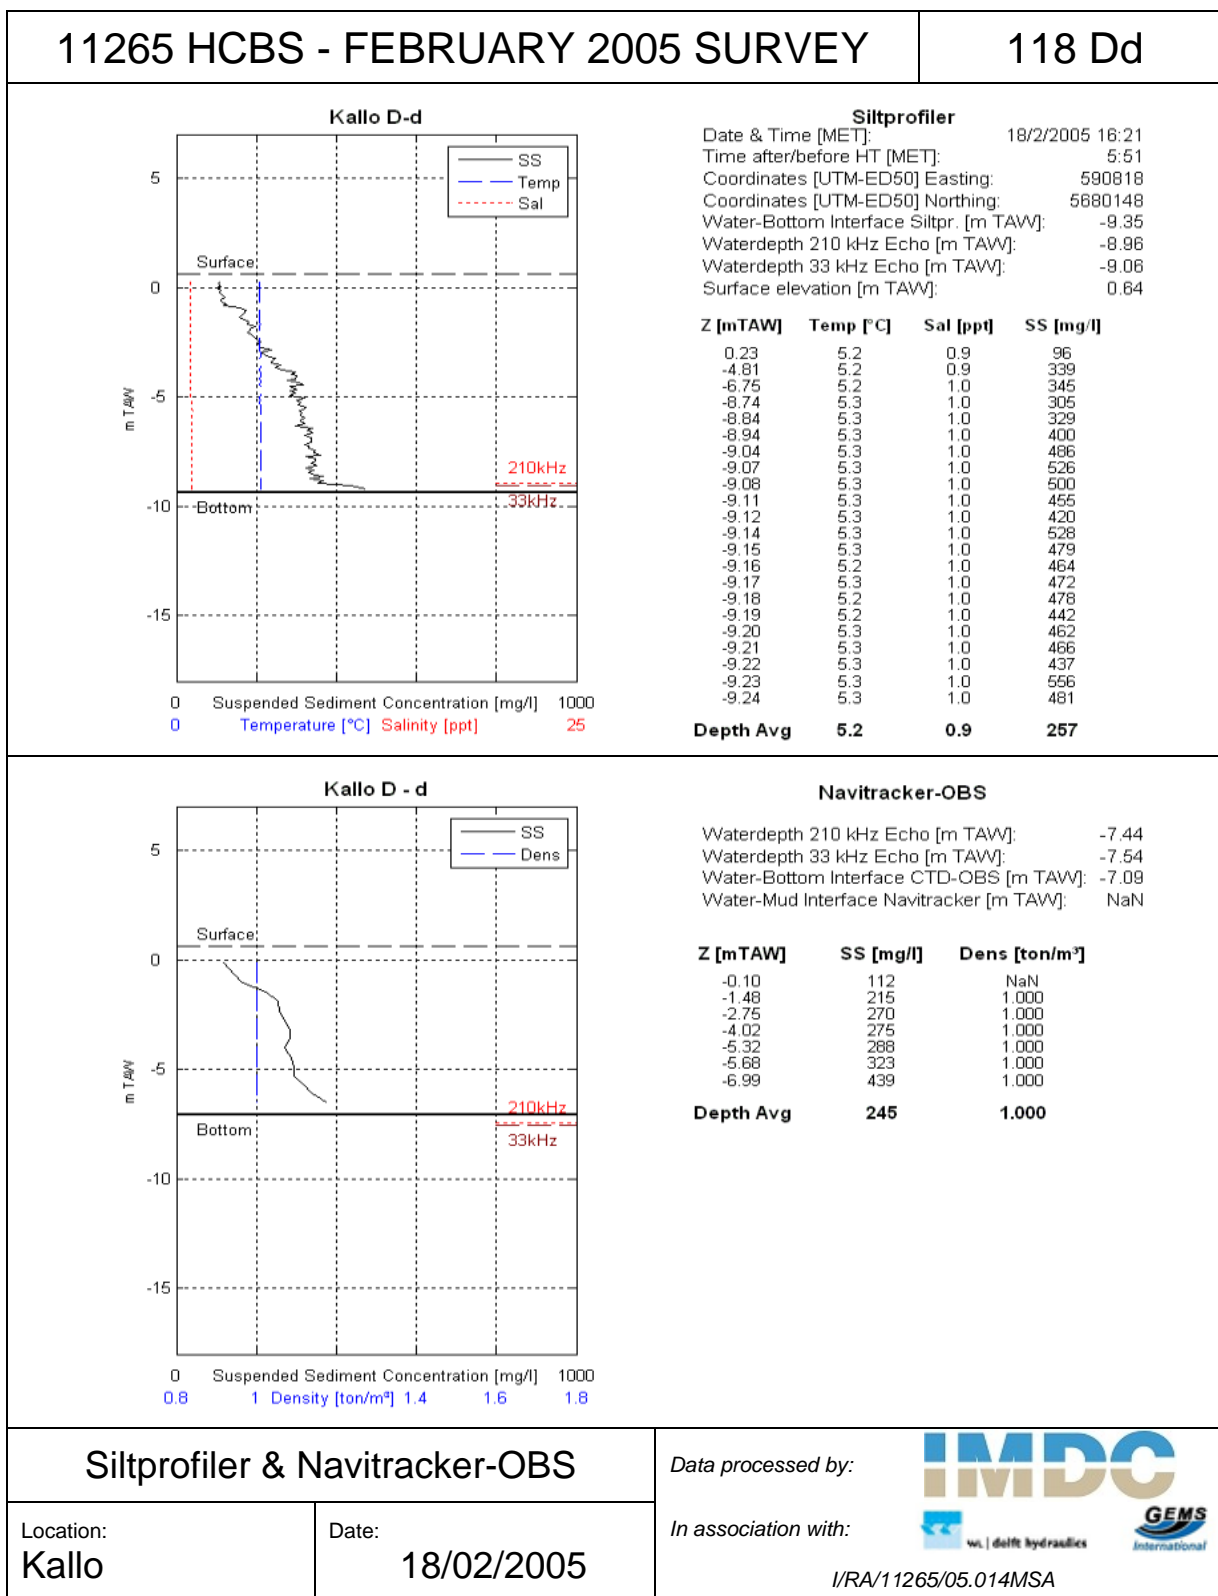 11265 HCBS - FEBRUARY 2005 SURVEY 118 Dd
Kallo D-d
SS
Temp
Sal
5
Surface
0
-5
m TAW
210kHz
33kHz
-10
Bottom
-15
0 Suspended Sediment Concentration [mg/l] 1000
0 Temperature [°C] Salinity [ppt] 25
Siltprofiler
Date & Time [MET]: 18/2/2005 16:21
Time after/before HT [MET]: 5:51
Coordinates [UTM-ED50] Easting: 590818
Coordinates [UTM-ED50] Northing: 5680148
Water-Bottom Interface Siltpr. [m TAW]: -9.35
Waterdepth 210 kHz Echo [m TAW]: -8.96
Waterdepth 33 kHz Echo [m TAW]: -9.06
Surface elevation [m TAW]: 0.64
Z [mTAW] Temp [°C] Sal [ppt] SS [mg/l]
0.23 5.2 0.9 96
-4.81 5.2 0.9 339
-6.75 5.2 1.0 345
-8.74 5.3 1.0 305
-8.84 5.3 1.0 329
-8.94 5.3 1.0 400
-9.04 5.3 1.0 486
-9.07 5.3 1.0 526
-9.08 5.3 1.0 500
-9.11 5.3 1.0 455
-9.12 5.3 1.0 420
-9.14 5.3 1.0 528
-9.15 5.3 1.0 479
-9.16 5.2 1.0 464
-9.17 5.3 1.0 472
-9.18 5.2 1.0 478
-9.19 5.2 1.0 442
-9.20 5.3 1.0 462
-9.21 5.3 1.0 466
-9.22 5.3 1.0 437
-9.23 5.3 1.0 556
-9.24 5.3 1.0 481
Depth Avg 5.2 0.9 257
Kallo D - d
SS
Dens
5
Surface
0
-5
m TAW
210kHz
Bottom
33kHz
-10
-15
0 Suspended Sediment Concentration [mg/l] 1000
0.8 1 Density [ton/m³] 1.4 1.6 1.8
Navitracker-OBS
Waterdepth 210 kHz Echo [m TAW]: -7.44
Waterdepth 33 kHz Echo [m TAW]: -7.54
Water-Bottom Interface CTD-OBS [m TAW]: -7.09
Water-Mud Interface Navitracker [m TAW]: NaN
Z [mTAW] SS [mg/l] Dens [ton/m³]
-0.10 112 NaN
-1.48 215 1.000
-2.75 270 1.000
-4.02 275 1.000
-5.32 288 1.000
-5.68 323 1.000
-6.99 439 1.000
Depth Avg 245 1.000
Siltprofiler & Navitracker-OBS
Location:
Kallo
Date:
18/02/2005
Data processed by:
IMDC
In association with:
wL | delft hydraulics
GEMS
International
I/RA/11265/05.014MSA